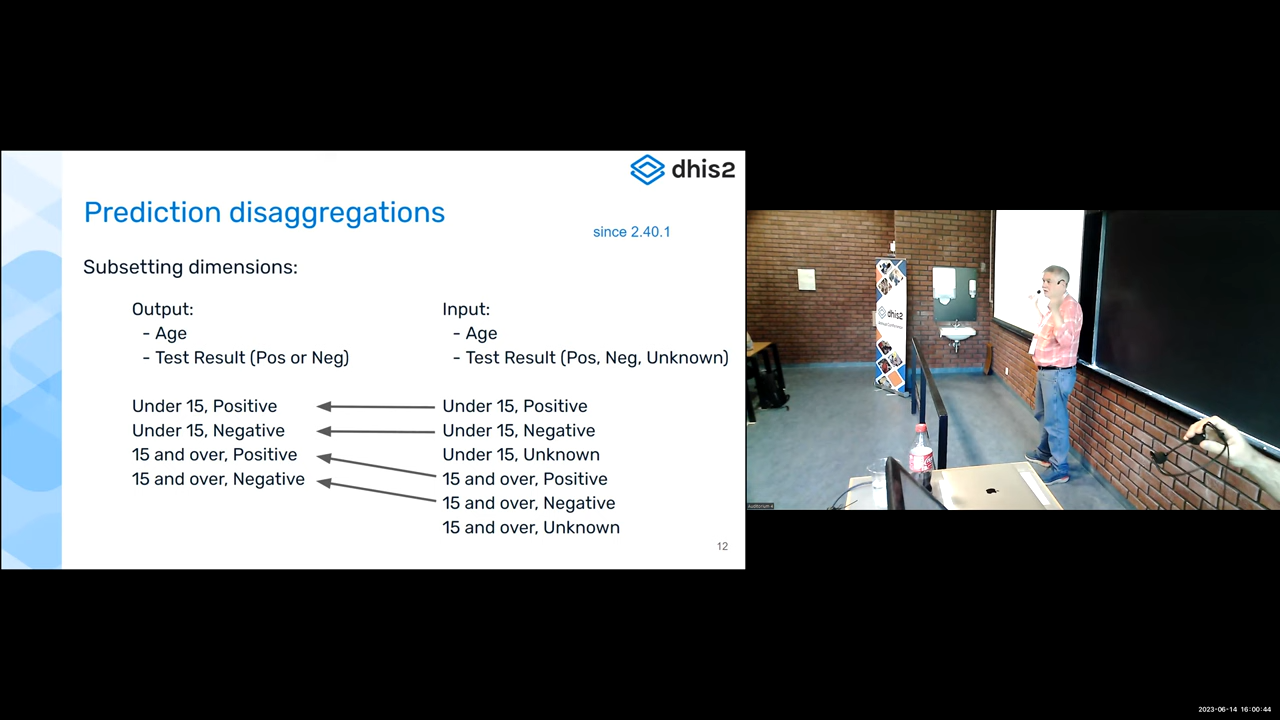 dhis2
Prediction disaggregations
since 2.40.1
Subsetting dimensions:
Output:
- Age
- Test Result (Pos or Neg)
Input:
- Age
- Test Result (Pos, Neg, Unknown)
Under 15, Positive
Under 15, Negative
15 and over, Positive
15 and over, Negative
Under 15, Positive
Under 15, Negative
Under 15, Unknown
15 and over, Positive
15 and over, Negative
15 and over, Unknown
12
dhis2
2023-06-14 16:00:44